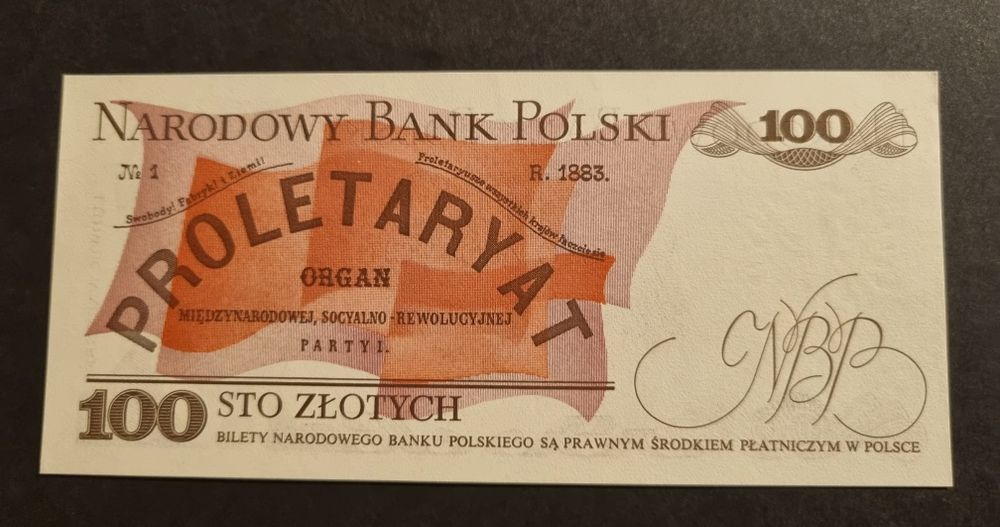 NARODOWY BANK POLSKI
100
№ 1
R. 1883.
Swobody! Fabryk! i Ziemi!
Proletaryusze wszystkich krajów łączcie się
PROLETARYAT
ORGAN
MIĘDZYNARODOWEJ, SOCYALNO-REWOLUCYJNEJ
PARTYI.
NBP
100 STO ZŁOTYCH
BILETY NARODOWEGO BANKU POLSKIEGO SĄ PRAWNYM ŚRODKIEM PŁATNICZYM W POLSCE